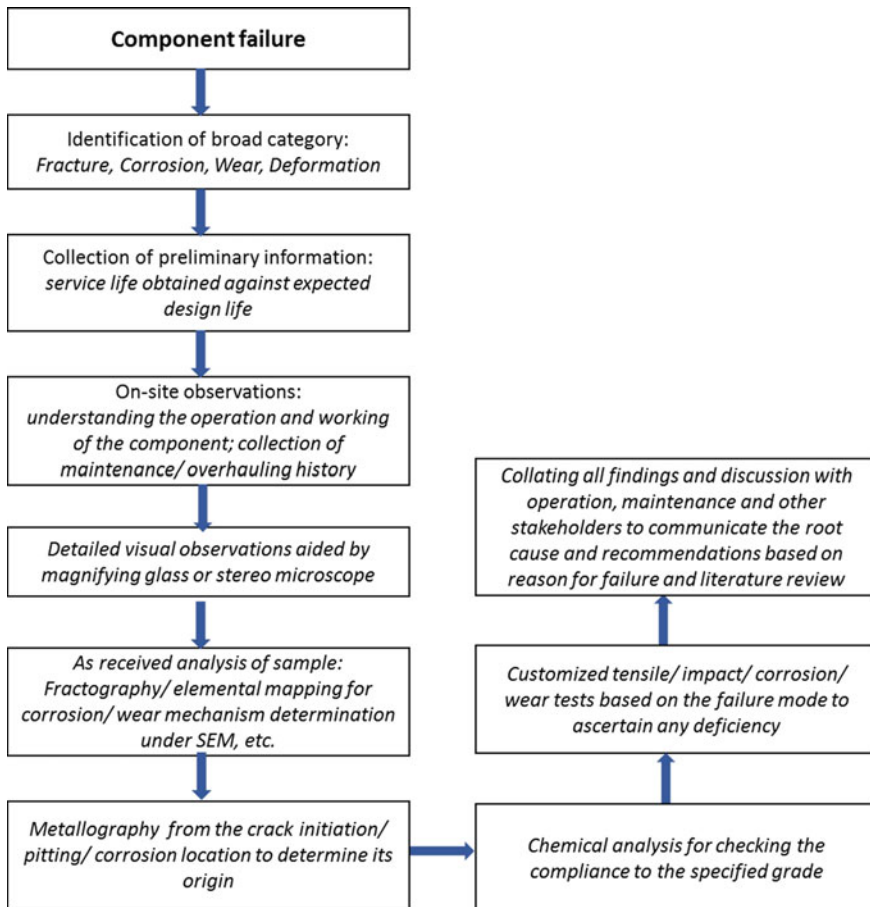 Component failure
Identification of broad category:
Fracture, Corrosion, Wear, Deformation
Collection of preliminary information:
service life obtained against expected
design life
On-site observations:
understanding the operation and working
of the component; collection of
maintenance/ overhauling history
Detailed visual observations aided by
magnifying glass or stereo microscope
As received analysis of sample:
Fractography/ elemental mapping for
corrosion/ wear mechanism determination
under SEM, etc.
Metallography from the crack initiation/
pitting/ corrosion location to determine its
origin
Chemical analysis for checking the
compliance to the specified grade
Customized tensile/ impact/ corrosion/
wear tests based on the failure mode to
ascertain any deficiency
Collating all findings and discussion with
operation, maintenance and other
stakeholders to communicate the root
cause and recommendations based on
reason for failure and literature review